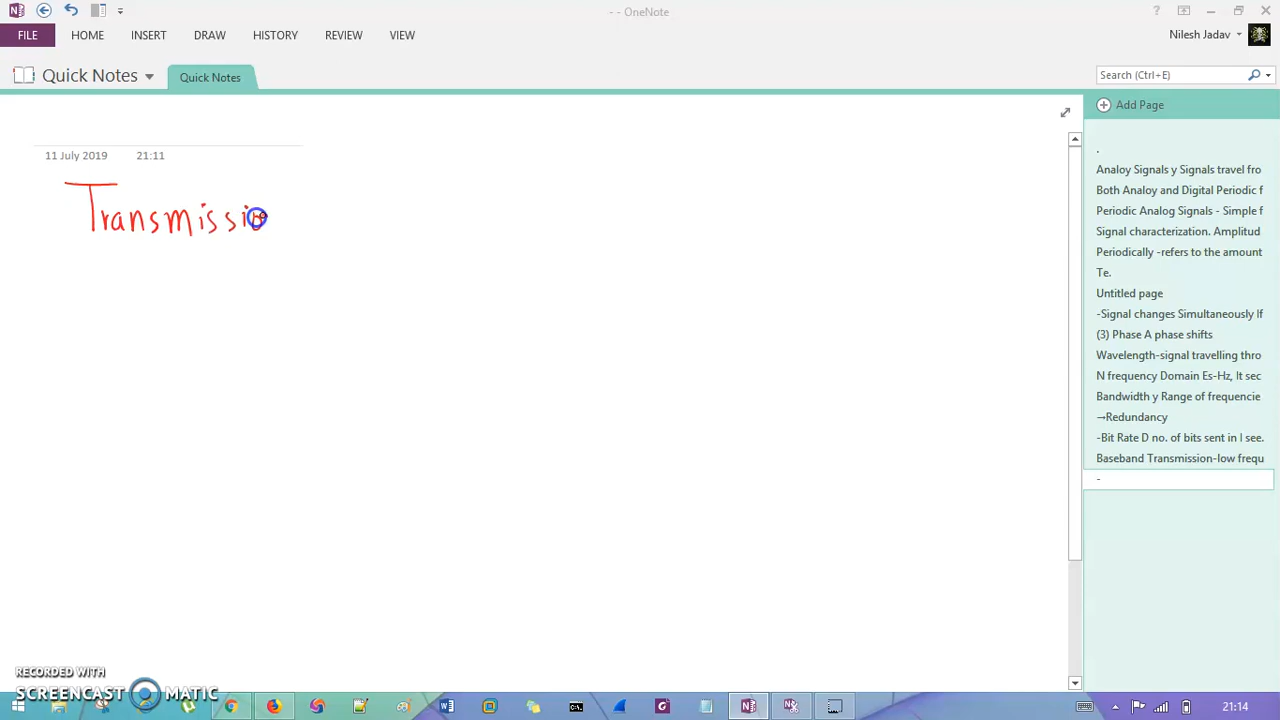 - - OneNote
?
FILE HOME INSERT DRAW HISTORY REVIEW VIEW
Nilesh Jadav
Quick Notes
Quick Notes
Search (Ctrl+E)
Add Page
11 July 2019 21:11
Transmissio
.
Analoy Signals y Signals travel fro
Both Analoy and Digital Periodic f
Periodic Analog Signals - Simple f
Signal characterization. Amplitud
Periodically -refers to the amount
Te.
Untitled page
-Signal changes Simultaneously If
(3) Phase A phase shifts
Wavelength-signal travelling thro
N frequency Domain Es-Hz, It sec
Bandwidth y Range of frequencie
→Redundancy
-Bit Rate D no. of bits sent in I see.
Baseband Transmission-low frequ
-
RECORDED WITH
SCREENCAST MATIC
21:14